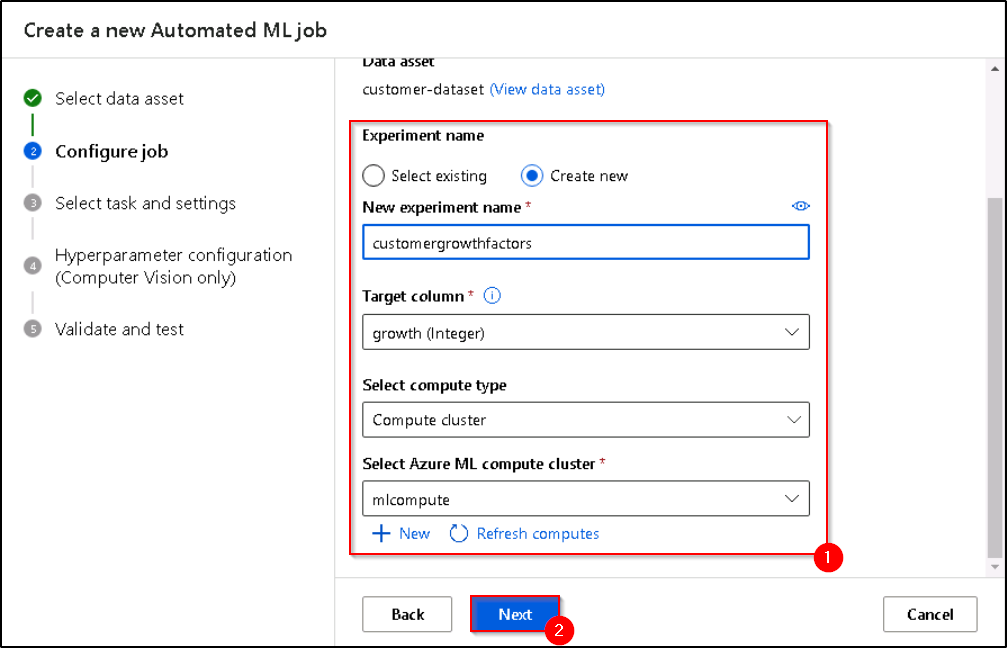 Create a new Automated ML job
Select data asset
2
Configure job
3
Select task and settings
4
Hyperparameter configuration
(Computer Vision only)
5
Validate and test
Data asset
customer-dataset (View data asset)
Experiment name
Select existing
Create new
New experiment name *
customergrowthfactors
Target column *
growth (Integer)
Select compute type
Compute cluster
Select Azure ML compute cluster *
mlcompute
New
Refresh computes
1
Back
Next
2
Cancel